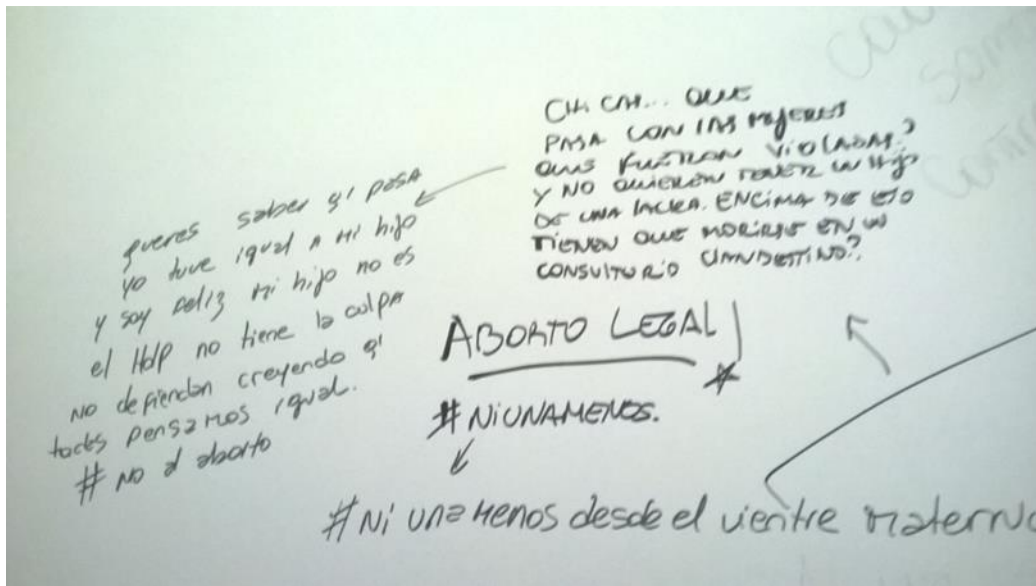 QUE
PASA CON LAS MUJERES
QUE FUERON VIOLADAS?
Y NO QUIEREN TENER UN HIJO
DE UNA LACRA. ENCIMA DE ESO
TIENEN QUE MORIRSE EN UN
CONSULTORIO CLANDESTINO?
queres saber q' pasa
yo tuve igual a mi hijo
y soy feliz mi hijo no es
el HdP no tiene la culpa
no defiendan creyendo q'
todas pensamos igual.
# NO al aborto
ABORTO LEGAL
# NiUNAMENOS.
# Ni una menos desde el vientre materno